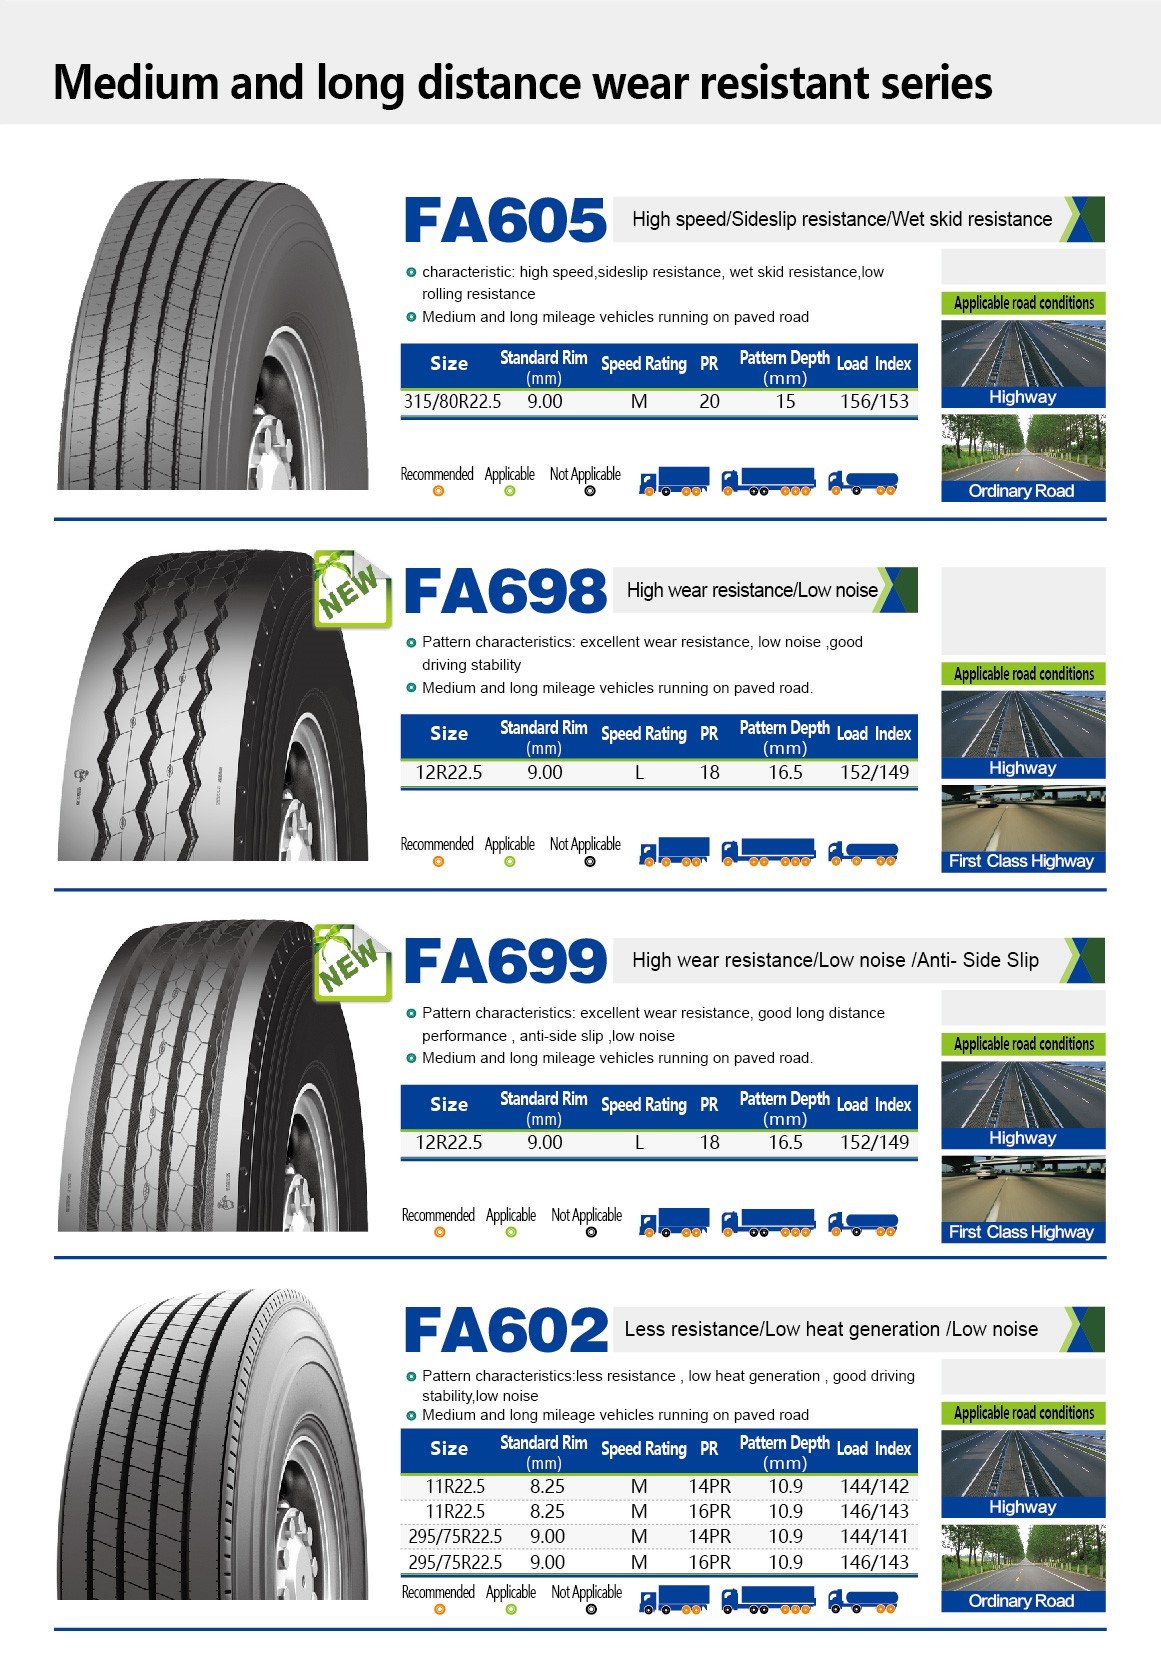 Medium and long distance wear resistant series
FA605
High speed/Sideslip resistance/Wet skid resistance
characteristic: high speed,sideslip resistance, wet skid resistance,low
rolling resistance
Medium and long mileage vehicles running on paved road
Size Standard Rim (mm) Speed Rating PR Pattern Depth (mm) Load Index
315/80R22.5 9.00 M 20 15 156/153
Recommended Applicable Not Applicable
Applicable road conditions
Highway
Ordinary Road
NEW
FA698
High wear resistance/Low noise
Pattern characteristics: excellent wear resistance, low noise ,good
driving stability
Medium and long mileage vehicles running on paved road.
Size Standard Rim (mm) Speed Rating PR Pattern Depth (mm) Load Index
12R22.5 9.00 L 18 16.5 152/149
Recommended Applicable Not Applicable
Applicable road conditions
Highway
First Class Highway
NEW
FA699
High wear resistance/Low noise /Anti- Side Slip
Pattern characteristics: excellent wear resistance, good long distance
performance , anti-side slip ,low noise
Medium and long mileage vehicles running on paved road.
Size Standard Rim (mm) Speed Rating PR Pattern Depth (mm) Load Index
12R22.5 9.00 L 18 16.5 152/149
Recommended Applicable Not Applicable
Applicable road conditions
Highway
First Class Highway
FA602
Less resistance/Low heat generation /Low noise
Pattern characteristics:less resistance , low heat generation , good driving
stability,low noise
Medium and long mileage vehicles running on paved road
Size Standard Rim (mm) Speed Rating PR Pattern Depth (mm) Load Index
11R22.5 8.25 M 14PR 10.9 144/142
11R22.5 8.25 M 16PR 10.9 146/143
295/75R22.5 9.00 M 14PR 10.9 144/141
295/75R22.5 9.00 M 16PR 10.9 146/143
Recommended Applicable Not Applicable
Applicable road conditions
Highway
Ordinary Road